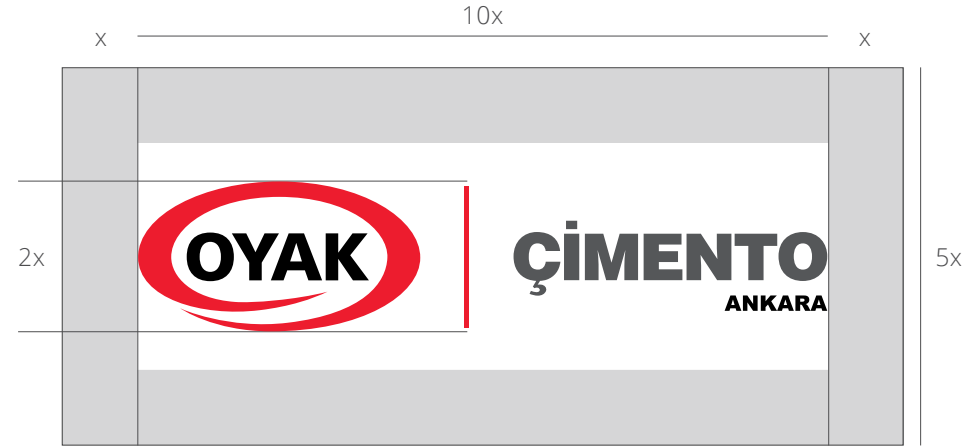 10x
x
x
2x
OYAK
ÇİMENTO
ANKARA
5x